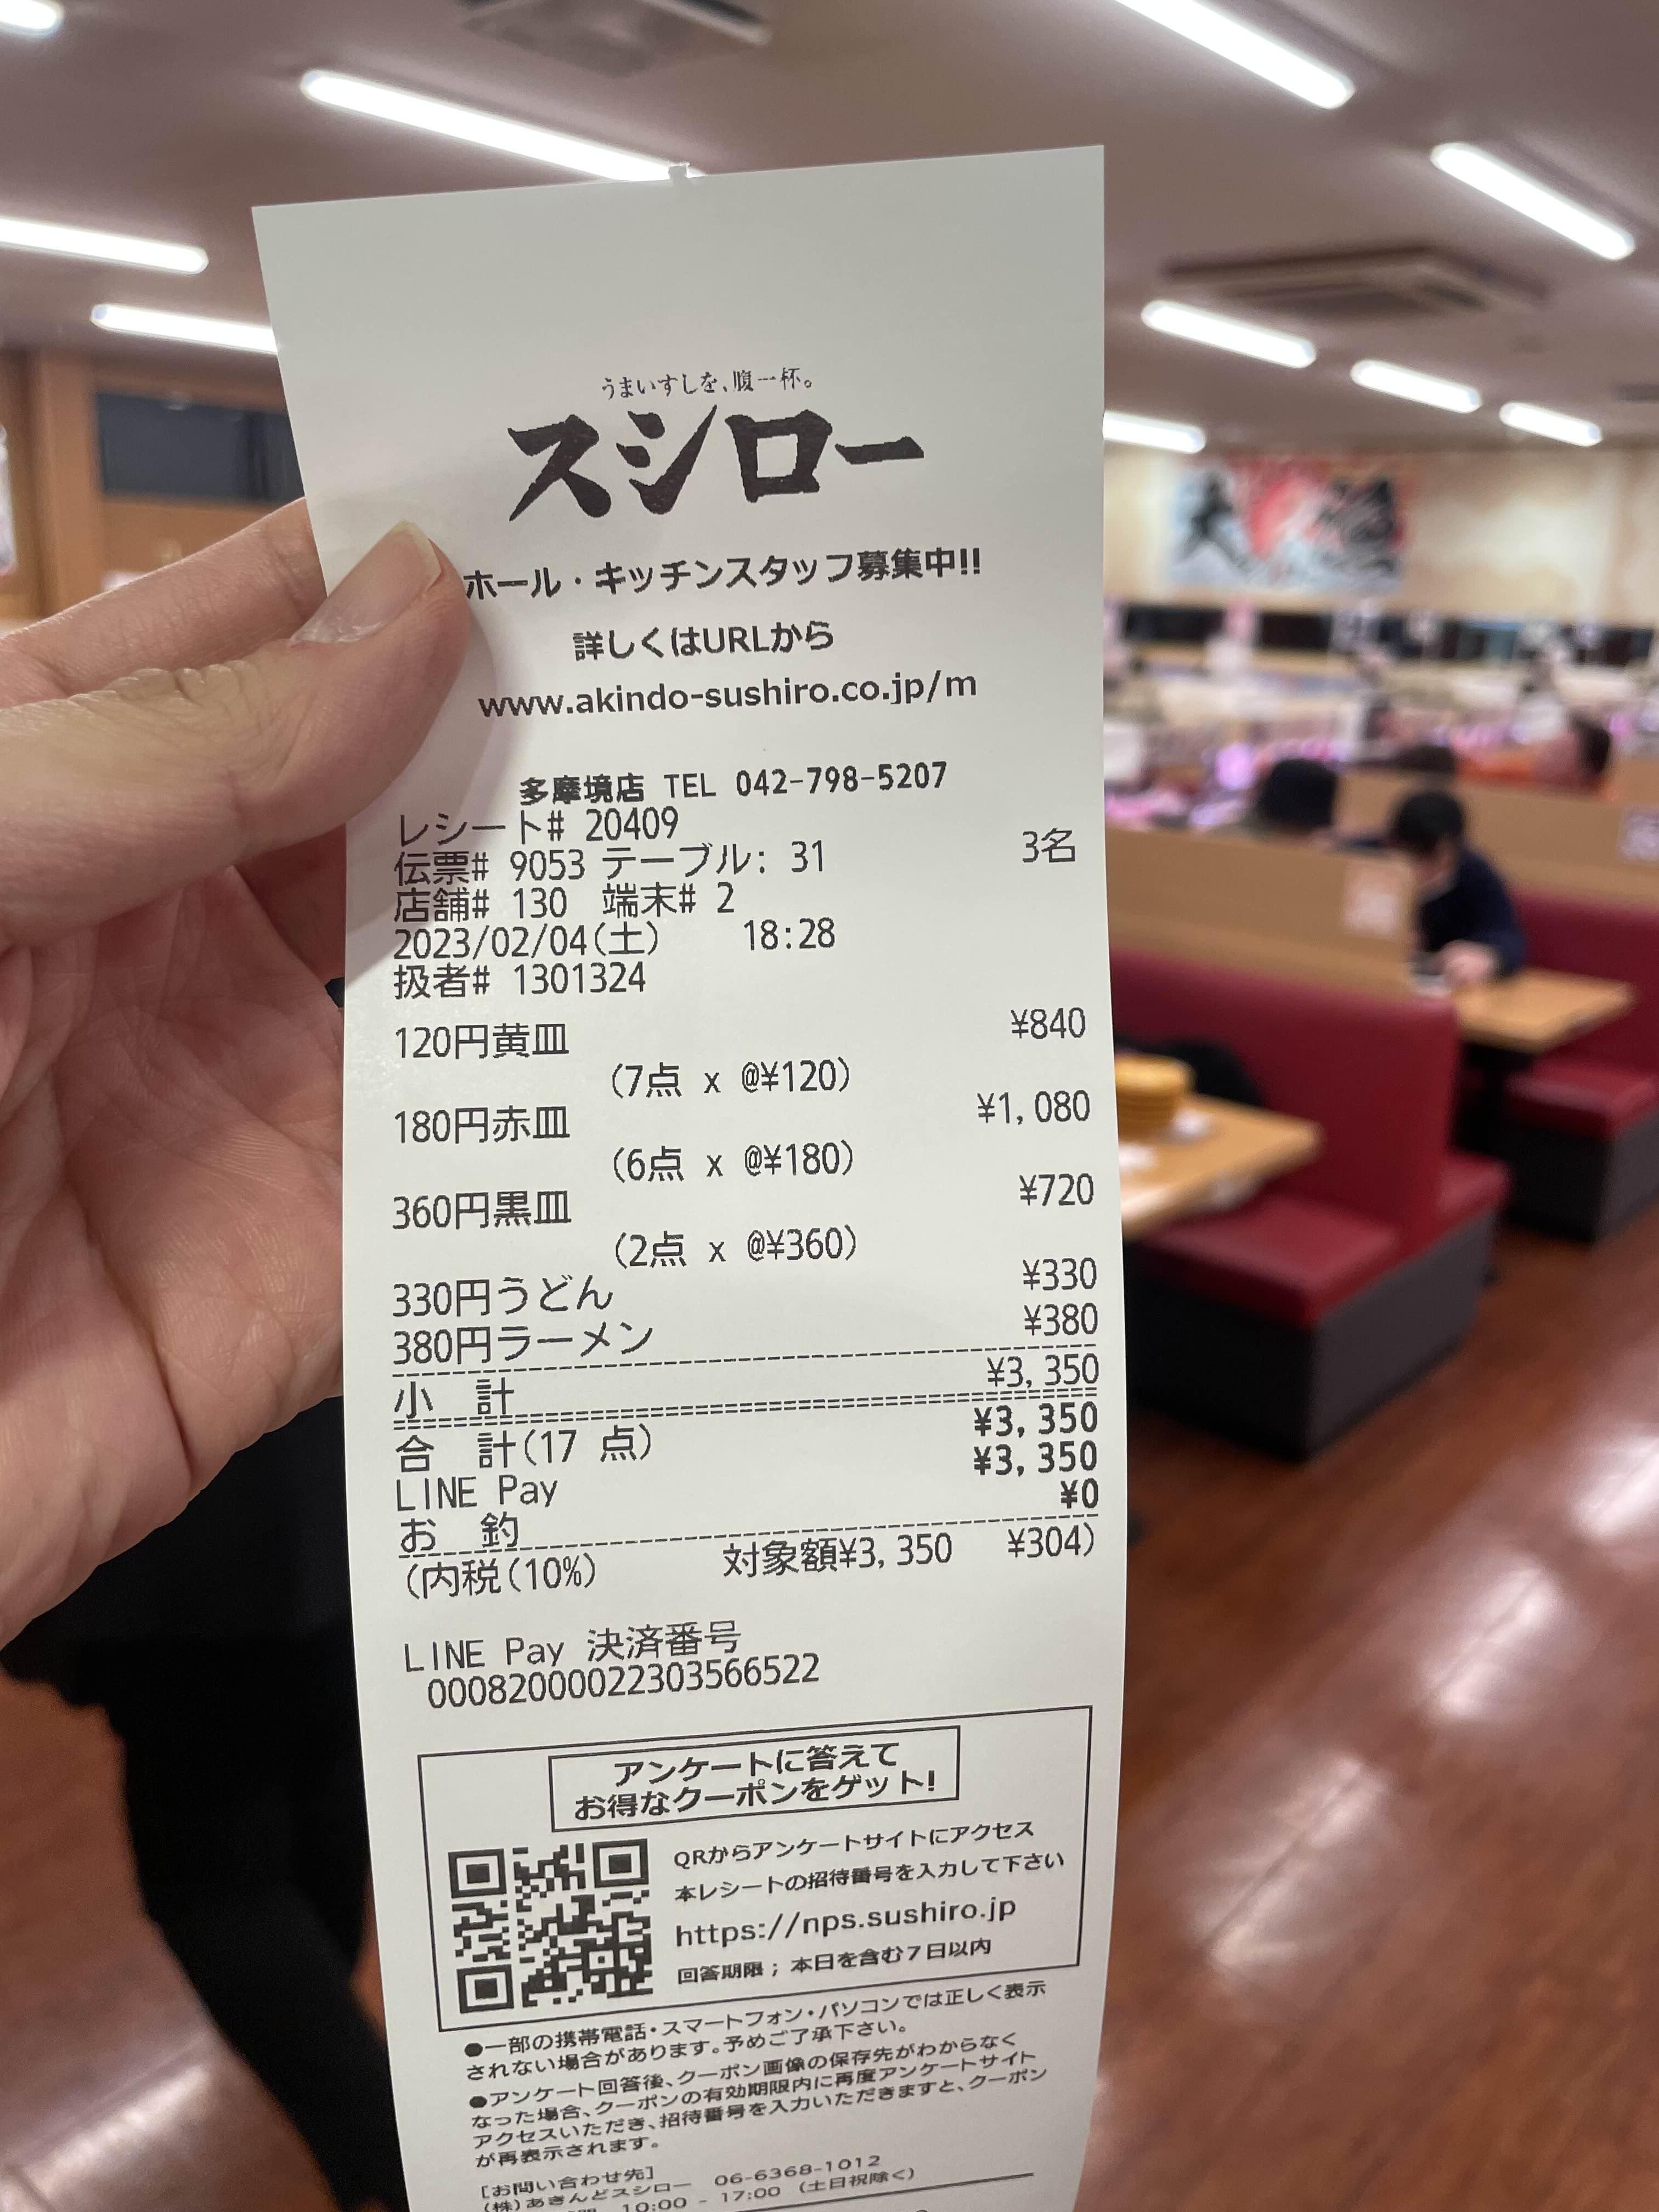 うまいすしを、腹一杯。
スシロー
ホール・キッチンスタッフ募集中!!
詳しくはURLから
www.akindo-sushiro.co.jp/m
多摩境店 TEL 042-798-5207
レシート# 20409
伝票# 9053 テーブル: 31 3名
店舗# 130 端末# 2
2023/02/04(土) 18:28
扱者# 1301324
120円黄皿 ¥840
(7点 x @¥120)
180円赤皿 ¥1,080
(6点 x @¥180)
360円黒皿 ¥720
(2点 x @¥360)
330円うどん ¥330
380円ラーメン ¥380
小 計 ¥3,350
合 計(17 点) ¥3,350
LINE Pay ¥3,350
お 釣 ¥0
(内税(10%) 対象額¥3,350 ¥304)
LINE Pay 決済番号
00082000022303566522
アンケートに答えて
お得なクーポンをゲット!
QRからアンケートサイトにアクセス
本レシートの招待番号を入力して下さい
https://nps.sushiro.jp
回答期限;本日を含む7日以内
●一部の携帯電話・スマートフォン・パソコンでは正しく表示
されない場合があります。予めご了承下さい。
●アンケート回答後、クーポン画像の保存先がわからなく
なった場合、クーポンの有効期限内に再度アンケートサイト
アクセスいただき、招待番号を入力いただきますと、クーポン
が再表示されます。
[お問い合わせ先]
(株)あきんどスシロー 06-6368-1012
10:00 - 17:00 (土日祝除く)